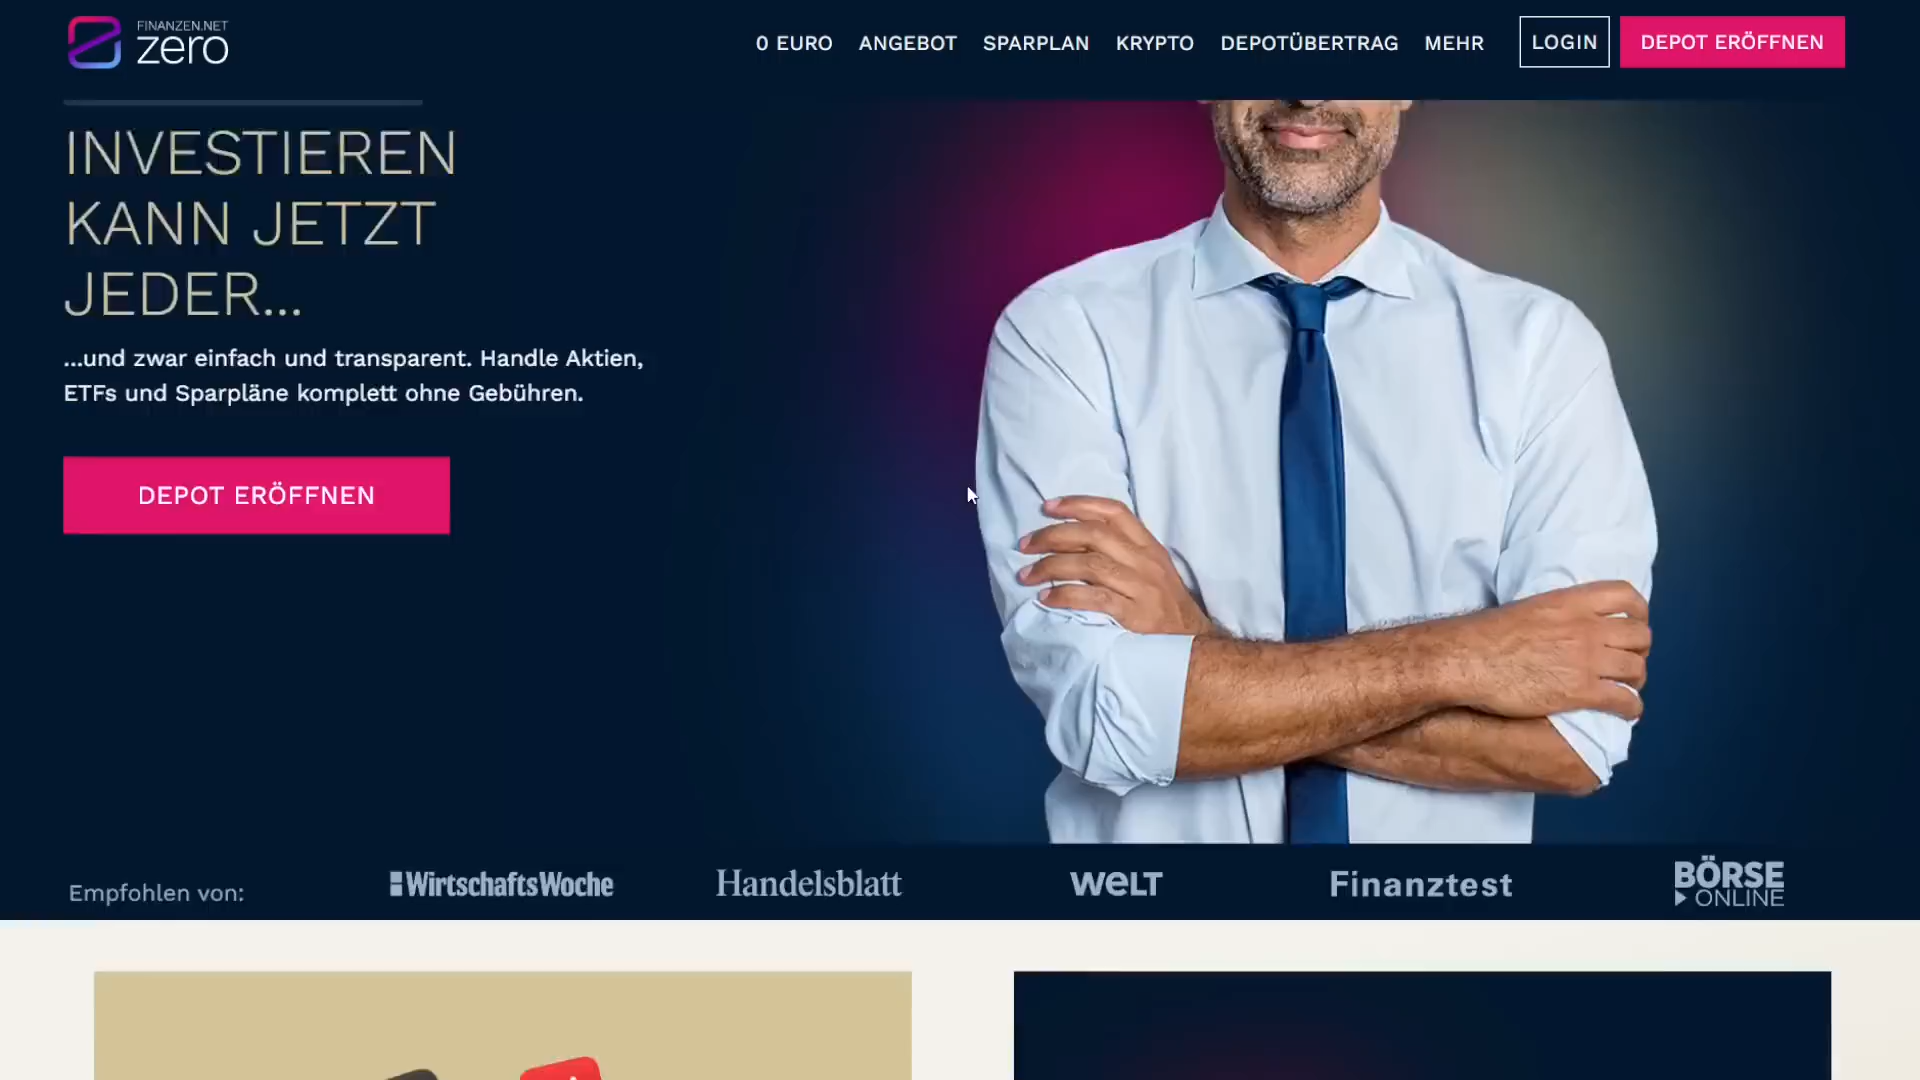 FINANZEN.NET
zero
0 EURO
ANGEBOT
SPARPLAN
KRYPTO
DEPOTÜBERTRAG
MEHR
LOGIN
DEPOT ERÖFFNEN
INVESTIEREN
KANN JETZT
JEDER...
...und zwar einfach und transparent. Handle Aktien,
ETFs und Sparpläne komplett ohne Gebühren.
DEPOT ERÖFFNEN
Empfohlen von:
WirtschaftsWoche
Handelsblatt
WELT
Finanztest
BÖRSE
ONLINE